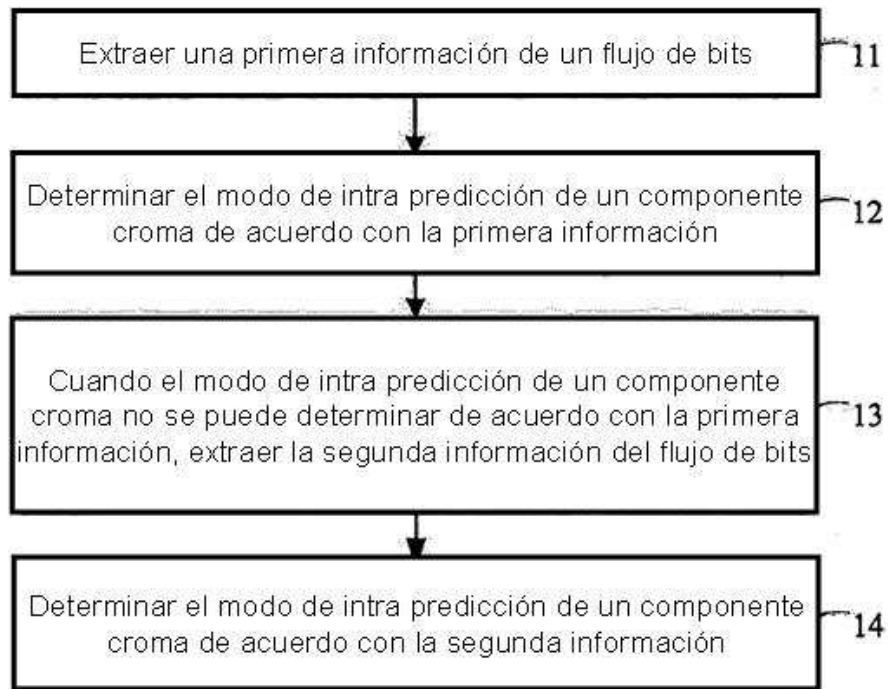 Extraer una primera información de un flujo de bits
11
Determinar el modo de intra predicción de un componente
croma de acuerdo con la primera información
12
Cuando el modo de intra predicción de un componente
croma no se puede determinar de acuerdo con la primera
información, extraer la segunda información del flujo de bits
13
Determinar el modo de intra predicción de un componente
croma de acuerdo con la segunda información
14